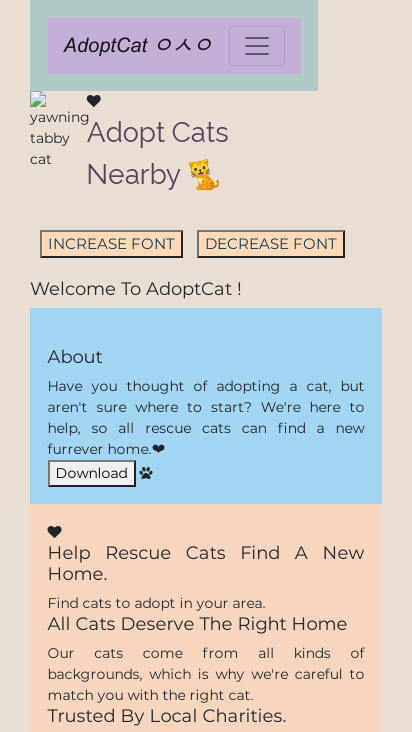 AdoptCat ㅇㅅㅇ
yawning
tabby
cat
❤
Adopt Cats
Nearby 🐈
INCREASE FONT DECREASE FONT
Welcome To AdoptCat !
About
Have you thought of adopting a cat, but
aren't sure where to start? We're here to
help, so all rescue cats can find a new
furrever home.❤
Download
Help Rescue Cats Find A New
Home.
Find cats to adopt in your area.
All Cats Deserve The Right Home
Our cats come from all kinds of
backgrounds, which is why we're careful to
match you with the right cat.
Trusted By Local Charities.